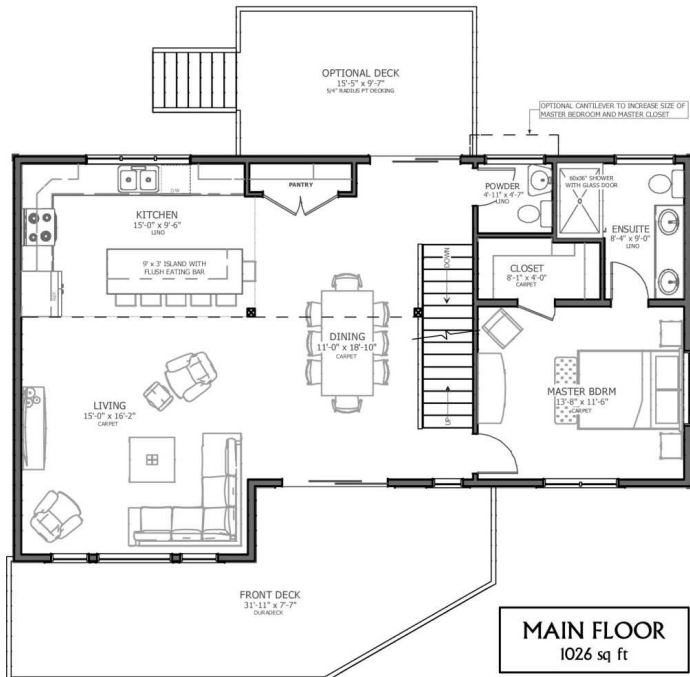 OPTIONAL DECK
15'-5" x 9'-7"
5/4" RADIUS PT DECKING
OPTIONAL CANTILEVER TO INCREASE SIZE OF
MASTER BEDROOM AND MASTER CLOSET
D/W
PANTRY
POWDER
4'-11" x 4'-7"
LINO
60x36" SHOWER
WITH GLASS DOOR
KITCHEN
15'-0" x 9'-6"
LINO
ENSUITE
8'-4" x 9'-0"
LINO
9' x 3' ISLAND WITH
FLUSH EATING BAR
DOWN
CLOSET
8'-1" x 4'-0"
CARPET
REF
DINING
11'-0" x 18'-10"
CARPET
MASTER BDRM
13'-8" x 11'-6"
CARPET
LIVING
15'-0" x 16'-2"
CARPET
UP
FRONT DECK
31'-11" x 7'-7"
DURADECK
MAIN FLOOR
1026 sq ft